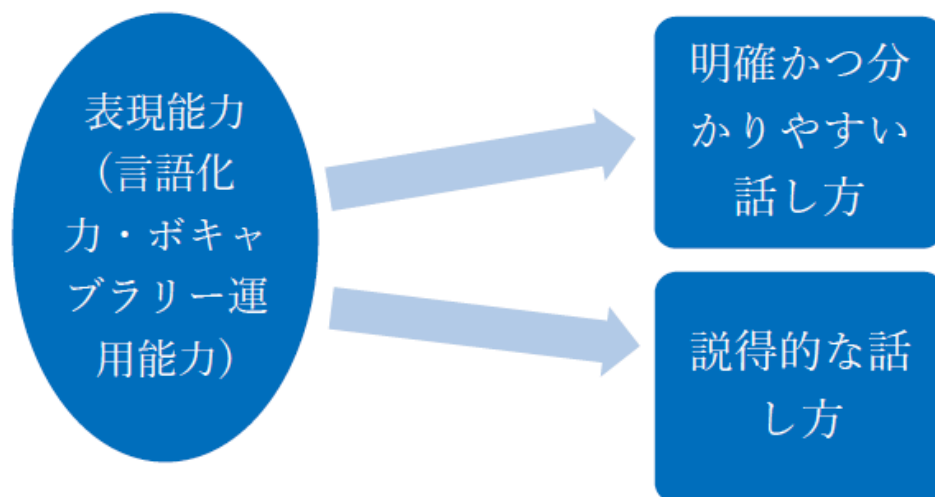 表現能力
（言語化
力・ボキャ
ブラリー運
用能力）
明確かつ分
かりやすい
話し方
説得的な話
し方